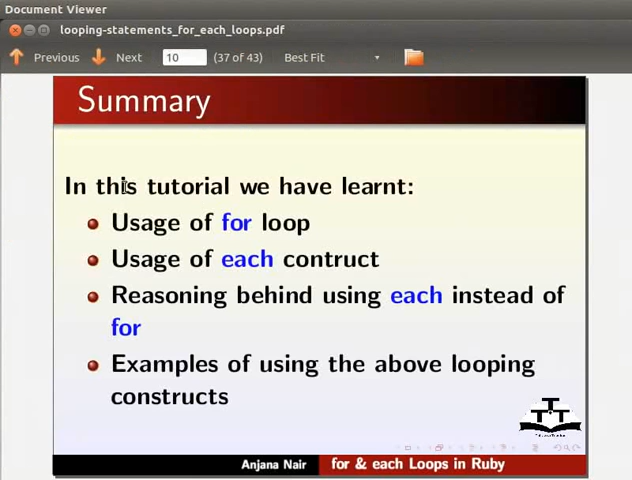 Document Viewer
looping-statements_for_each_loops.pdf
Previous Next 10 (37 of 43) Best Fit
Summary
In this tutorial we have learnt:
Usage of for loop
Usage of each contruct
Reasoning behind using each instead of
for
Examples of using the above looping
constructs
Anjana Nair for & each Loops in Ruby